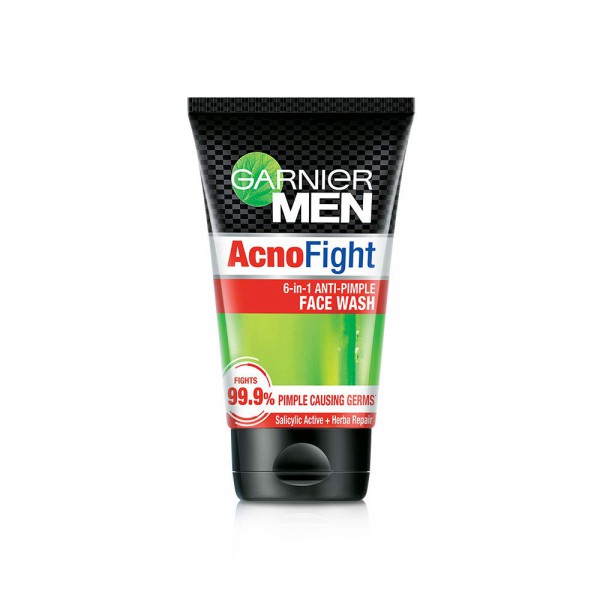 GARNIER
MEN
AcnoFight
6-in-1 ANTI-PIMPLE
FACE WASH
FIGHTS
99.9% PIMPLE CAUSING GERMS*
Salicylic Active + Herba Repair